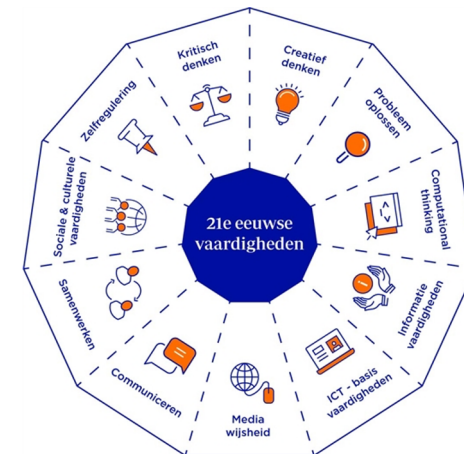 Kritisch
denken
Creatief
denken
Probleem
oplossen
Computational
thinking
Informatie
vaardigheden
ICT - basis
vaardigheden
Media
wijsheid
Communiceren
Samenwerken
Sociale & culturele
vaardigheden
Zelfregulering
21e eeuwse
vaardigheden